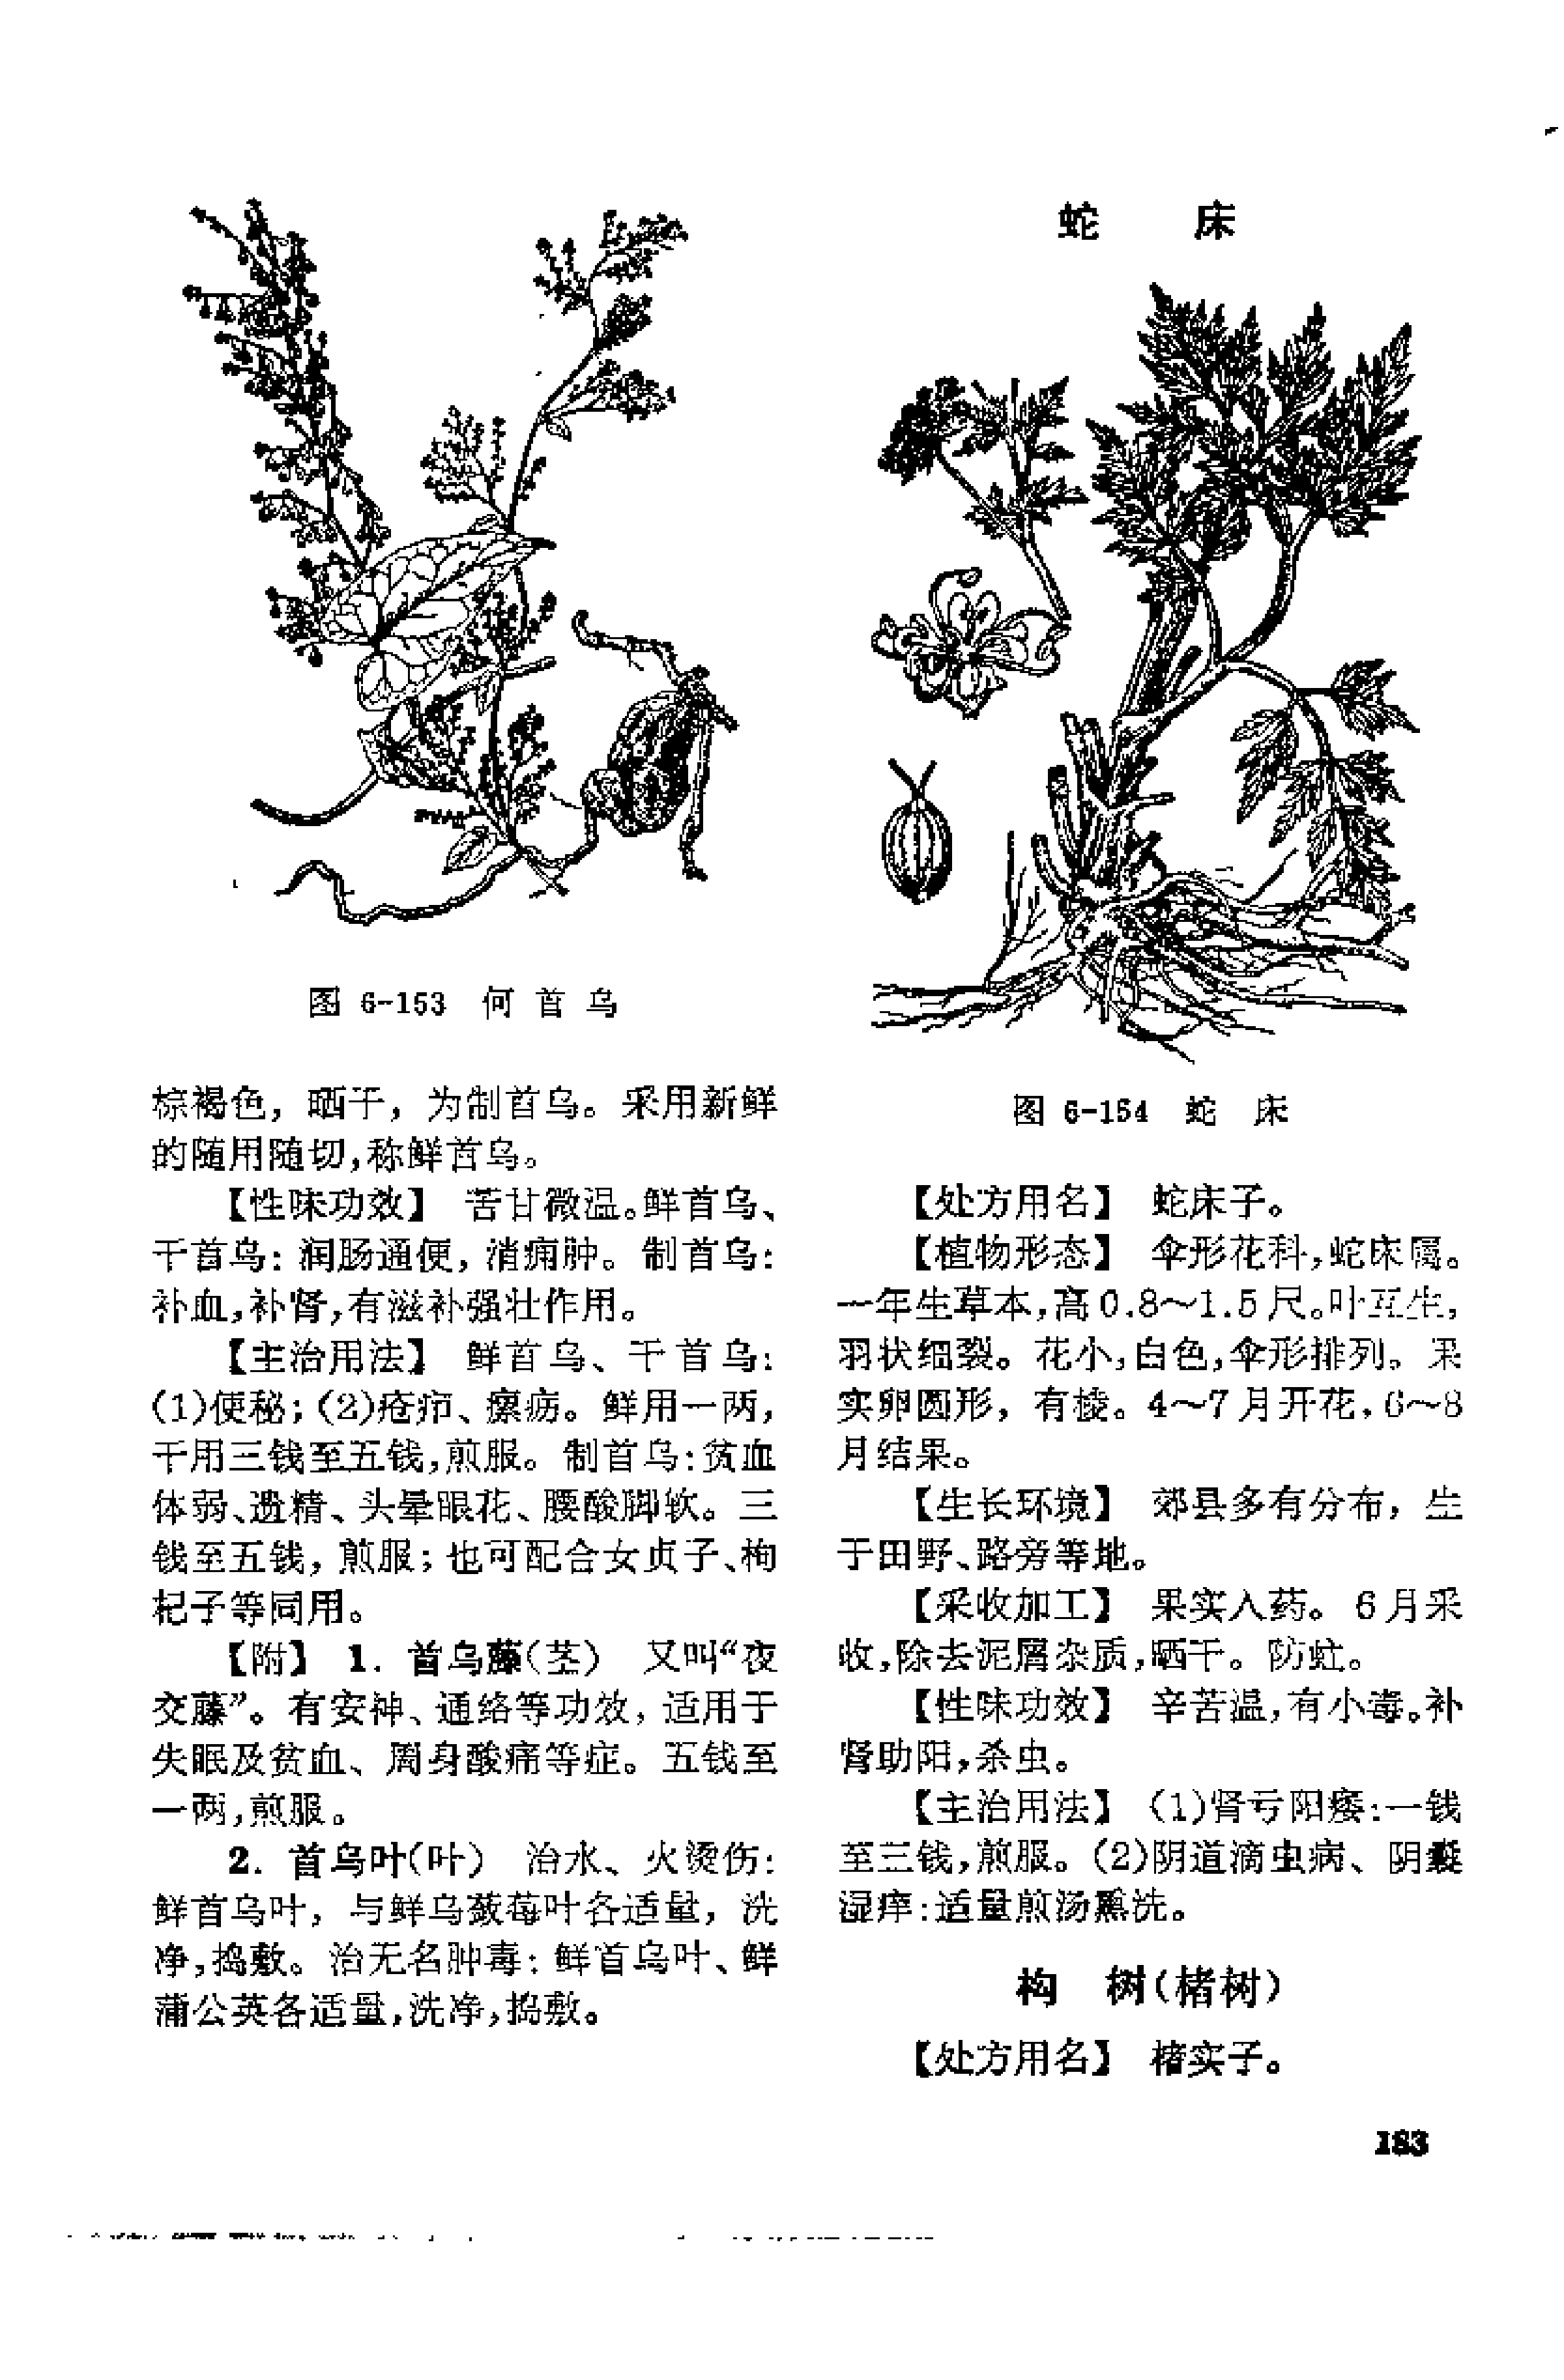 图 6-153 何首乌
棕褐色，晒干，为制首乌。采用新鲜
的随用随切,称鲜首乌。
【性味功效】 苦甘微温。鲜首乌、
干首乌：润肠通便，消痈肿。制首乌：
补血,补肾,有滋补强壮作用。
【主治用法】 鲜首乌、干首乌：
(1)便秘；(2)疮疖、瘰疬。鲜用一两，
干用三钱至五钱,煎服。制首乌：贫血
体弱、遗精、头晕眼花、腰酸脚软。三
钱至五钱，煎服；也可配合女贞子、枸
杞子等同用。
【附】 1. 首乌藤(茎) 又叫“夜
交藤”。有安神、通络等功效，适用于
失眠及贫血、周身酸痛等症。五钱至
一两,煎服。
2. 首乌叶(叶) 治水、火烫伤：
鲜首乌叶，与鲜乌蔹莓叶各适量，洗
净,捣敷。治无名肿毒：鲜首乌叶、鲜
蒲公英各适量,洗净,捣敷。
蛇 床
图 6-154 蛇 床
【处方用名】 蛇床子。
【植物形态】 伞形花科,蛇床属。
一年生草本,高0.8～1.5尺。叶互生,
羽状细裂。花小,白色,伞形排列。果
实卵圆形，有棱。4～7月开花,6～8
月结果。
【生长环境】 郊县多有分布，生
于田野、路旁等地。
【采收加工】 果实入药。6月采
收,除去泥屑杂质,晒干。防蛀。
【性味功效】 辛苦温,有小毒。补
肾助阳,杀虫。
【主治用法】 (1)肾亏阳痿：一钱
至三钱,煎服。(2)阴道滴虫病、阴囊
湿痒：适量煎汤熏洗。
构 树(楮树)
【处方用名】 楮实子。
183